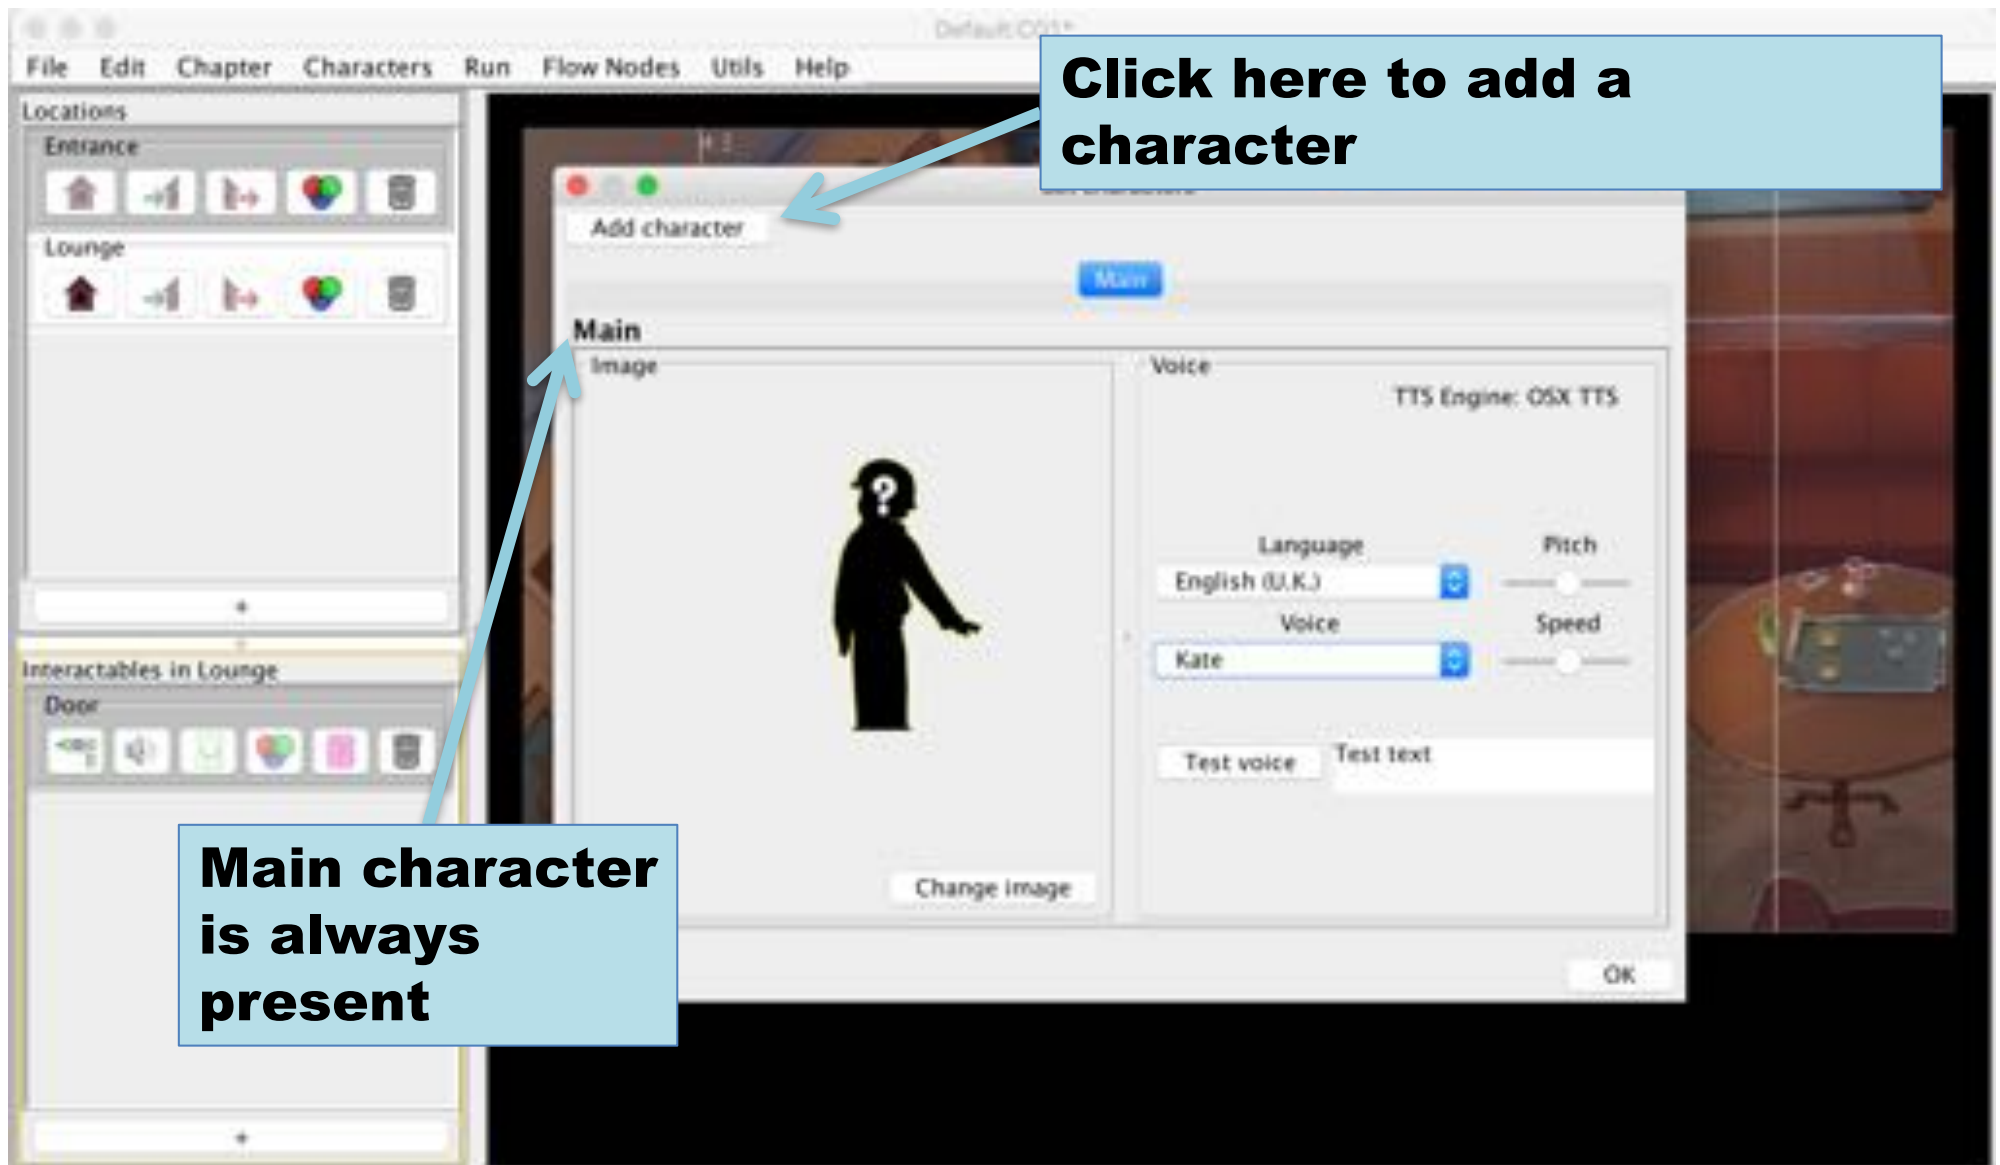 File Edit Chapter Characters Run Flow Nodes Utils Help
Click here to add a
character
Locations
Entrance
Lounge
+
Interactables in Lounge
Door
+
Add character
Main
Main
Image
Change image
Voice
TTS Engine: OSX TTS
Language Pitch
English (U.K.)
Voice Speed
Kate
Test voice Test text
OK
Main character
is always
present